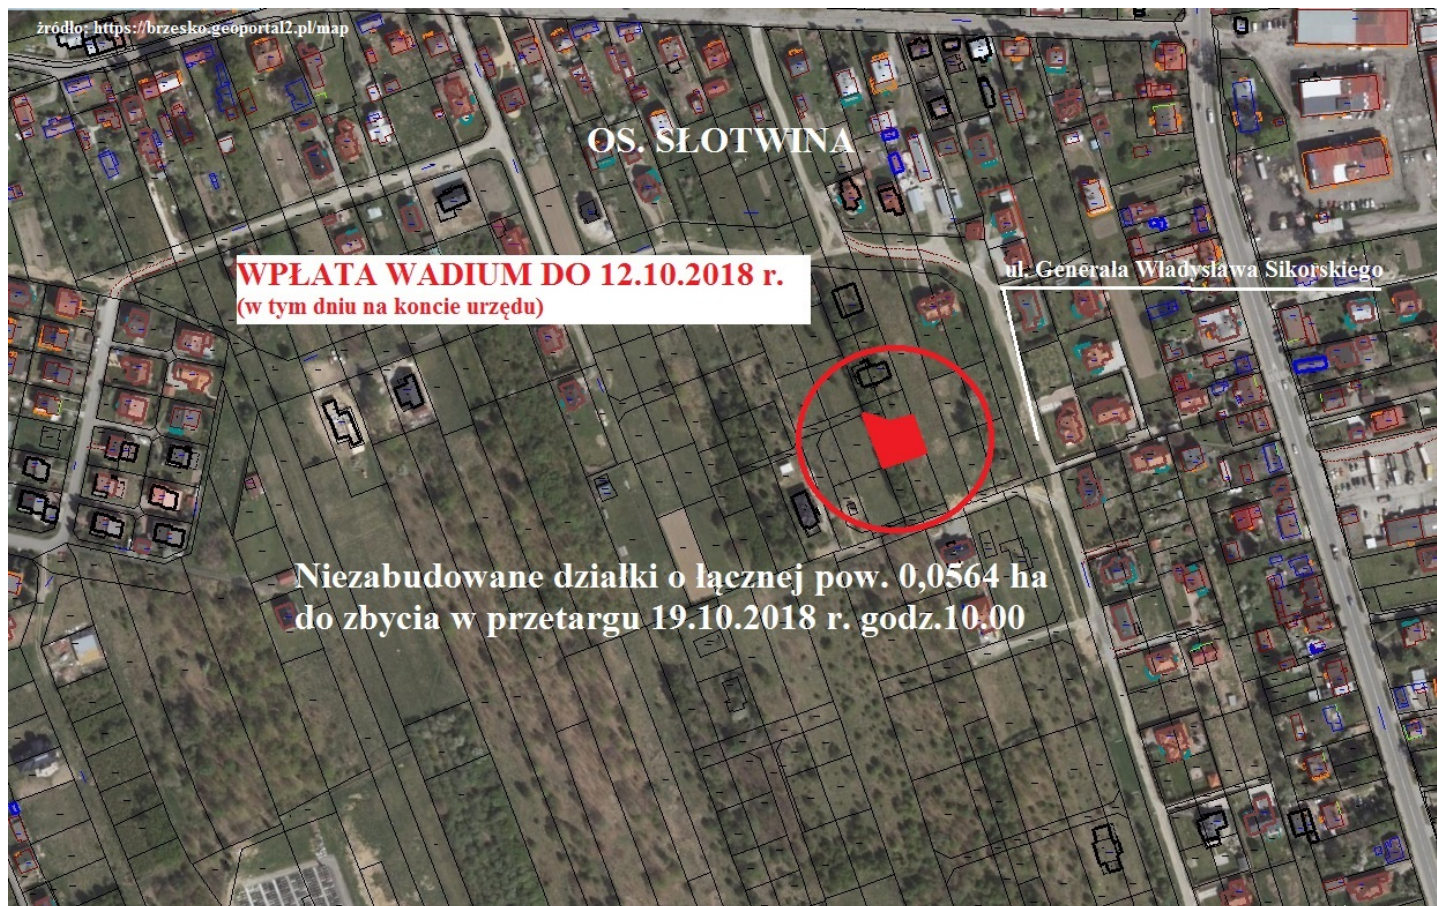 źródło: https://brzesko.geoportal2.pl/map
OS. SŁOTWINA
WPŁATA WADIUM DO 12.10.2018 r.
(w tym dniu na koncie urzędu)
ul. Generała Władysława Sikorskiego
Niezabudowane działki o łącznej pow. 0,0564 ha
do zbycia w przetargu 19.10.2018 r. godz.10.00